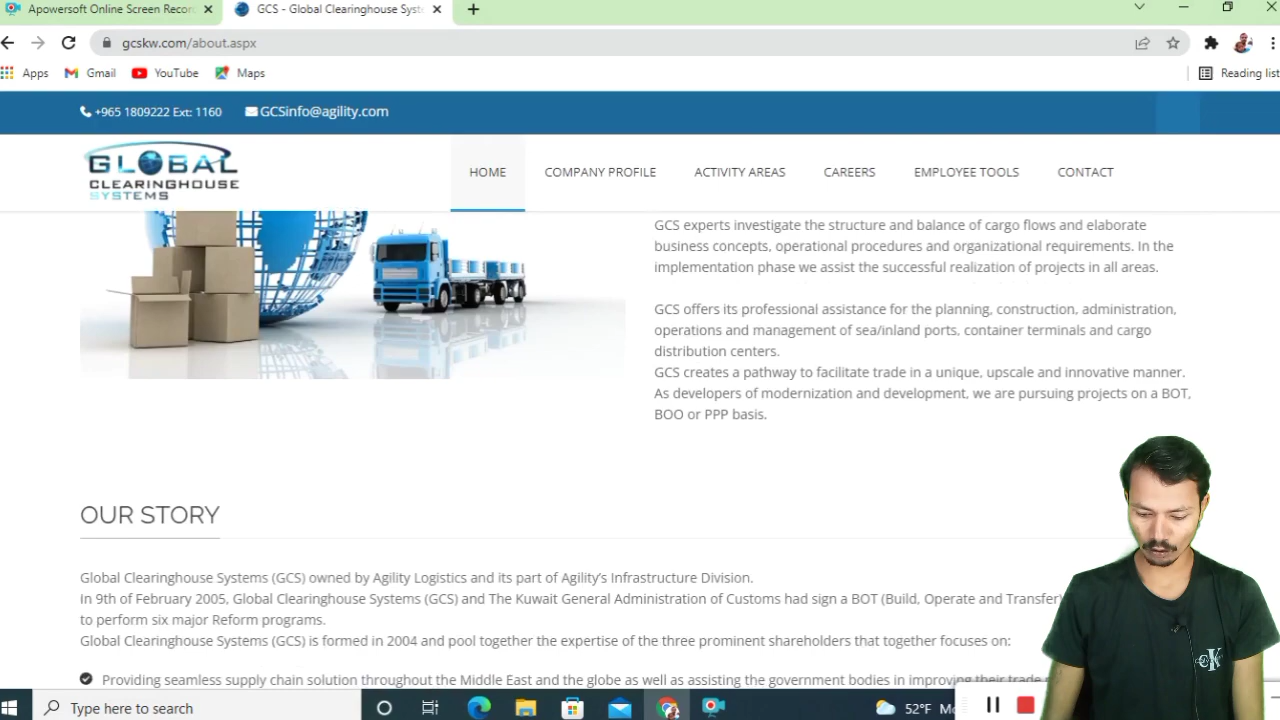 Apowersoft Online Screen Recor
GCS - Global Clearinghouse Syst
gcskw.com/about.aspx
Apps
Gmail
YouTube
Maps
Reading list
+965 1809222 Ext: 1160
GCSinfo@agility.com
GLOBAL
CLEARINGHOUSE
SYSTEMS
HOME
COMPANY PROFILE
ACTIVITY AREAS
CAREERS
EMPLOYEE TOOLS
CONTACT
GCS experts investigate the structure and balance of cargo flows and elaborate
business concepts, operational procedures and organizational requirements. In the
implementation phase we assist the successful realization of projects in all areas.
GCS offers its professional assistance for the planning, construction, administration,
operations and management of sea/inland ports, container terminals and cargo
distribution centers.
GCS creates a pathway to facilitate trade in a unique, upscale and innovative manner.
As developers of modernization and development, we are pursuing projects on a BOT,
BOO or PPP basis.
OUR STORY
Global Clearinghouse Systems (GCS) owned by Agility Logistics and its part of Agility's Infrastructure Division.
In 9th of February 2005, Global Clearinghouse Systems (GCS) and The Kuwait General Administration of Customs had sign a BOT (Build, Operate and Transfer)
to perform six major Reform programs.
Global Clearinghouse Systems (GCS) is formed in 2004 and pool together the expertise of the three prominent shareholders that together focuses on:
Providing seamless supply chain solution throughout the Middle East and the globe as well as assisting the government bodies in improving their trade
CK
Type here to search
52°F